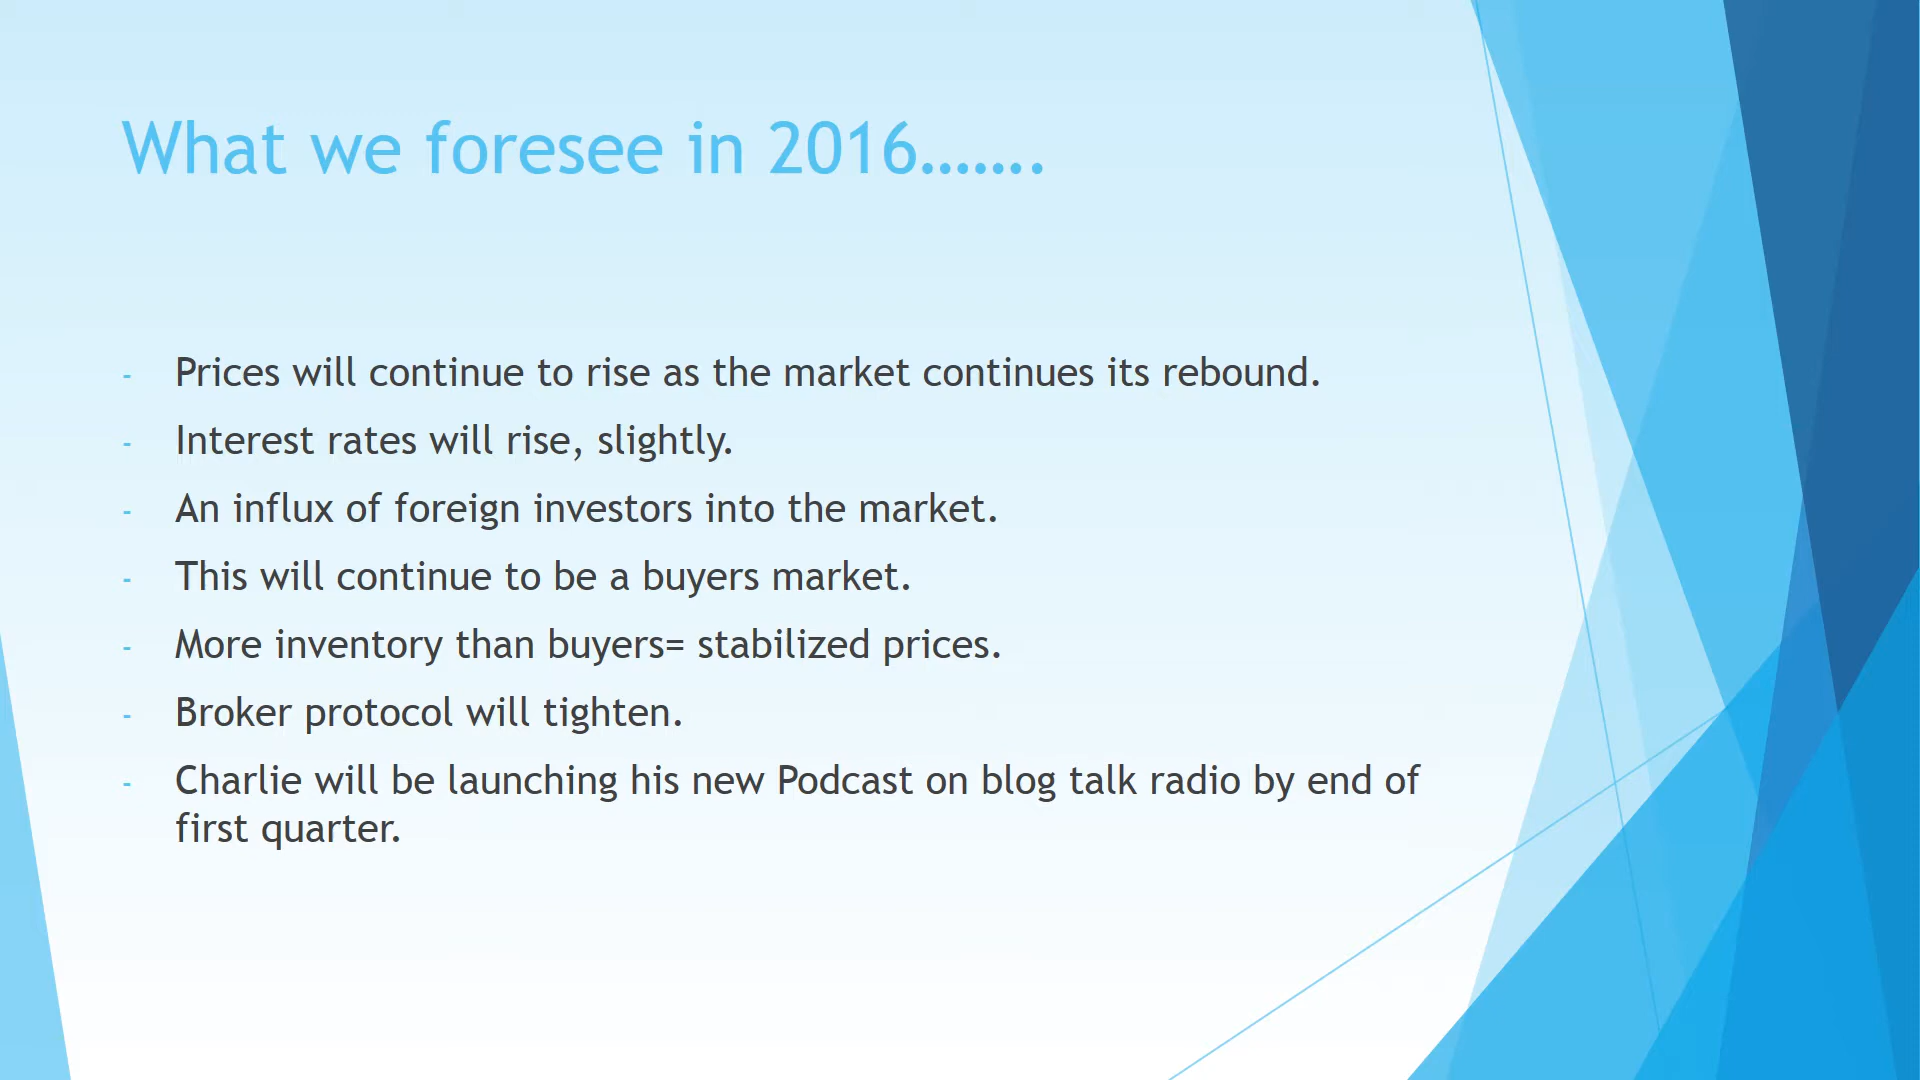 What we foresee in 2016…….
- Prices will continue to rise as the market continues its rebound.
- Interest rates will rise, slightly.
- An influx of foreign investors into the market.
- This will continue to be a buyers market.
- More inventory than buyers= stabilized prices.
- Broker protocol will tighten.
- Charlie will be launching his new Podcast on blog talk radio by end of
first quarter.